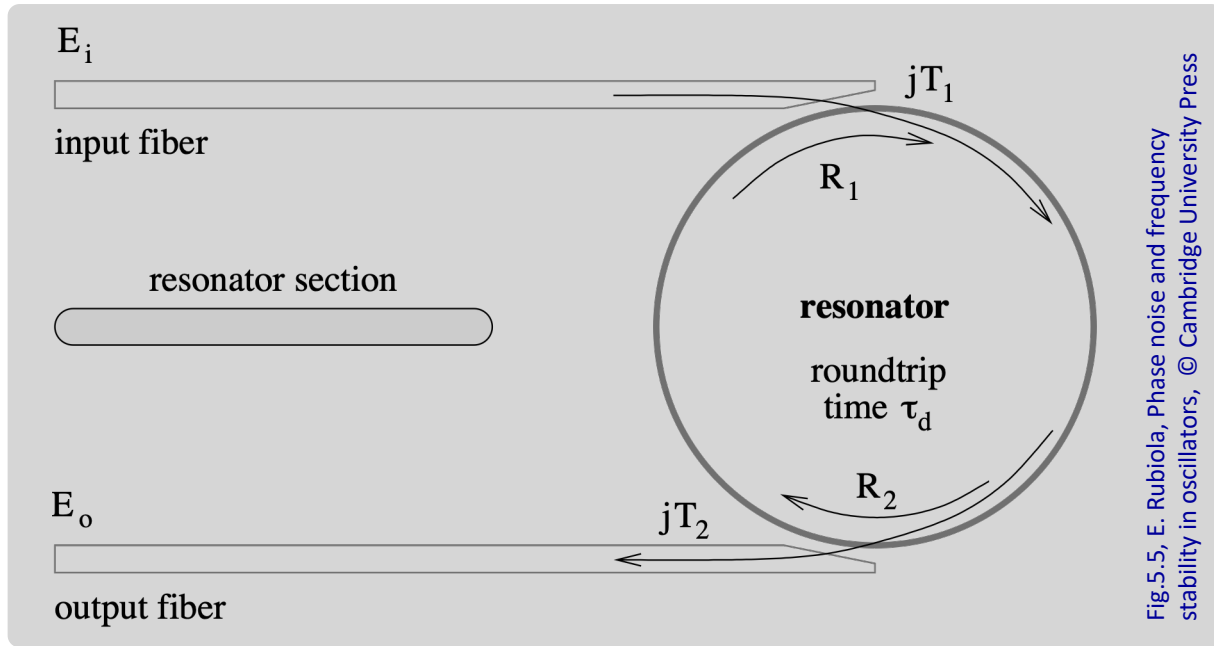 E_i
input fiber
jT_1
R_1
resonator section
resonator
roundtrip
time τ_d
R_2
E_o
jT_2
output fiber
Fig.5.5, E. Rubiola, Phase noise and frequency
stability in oscillators, © Cambridge University Press